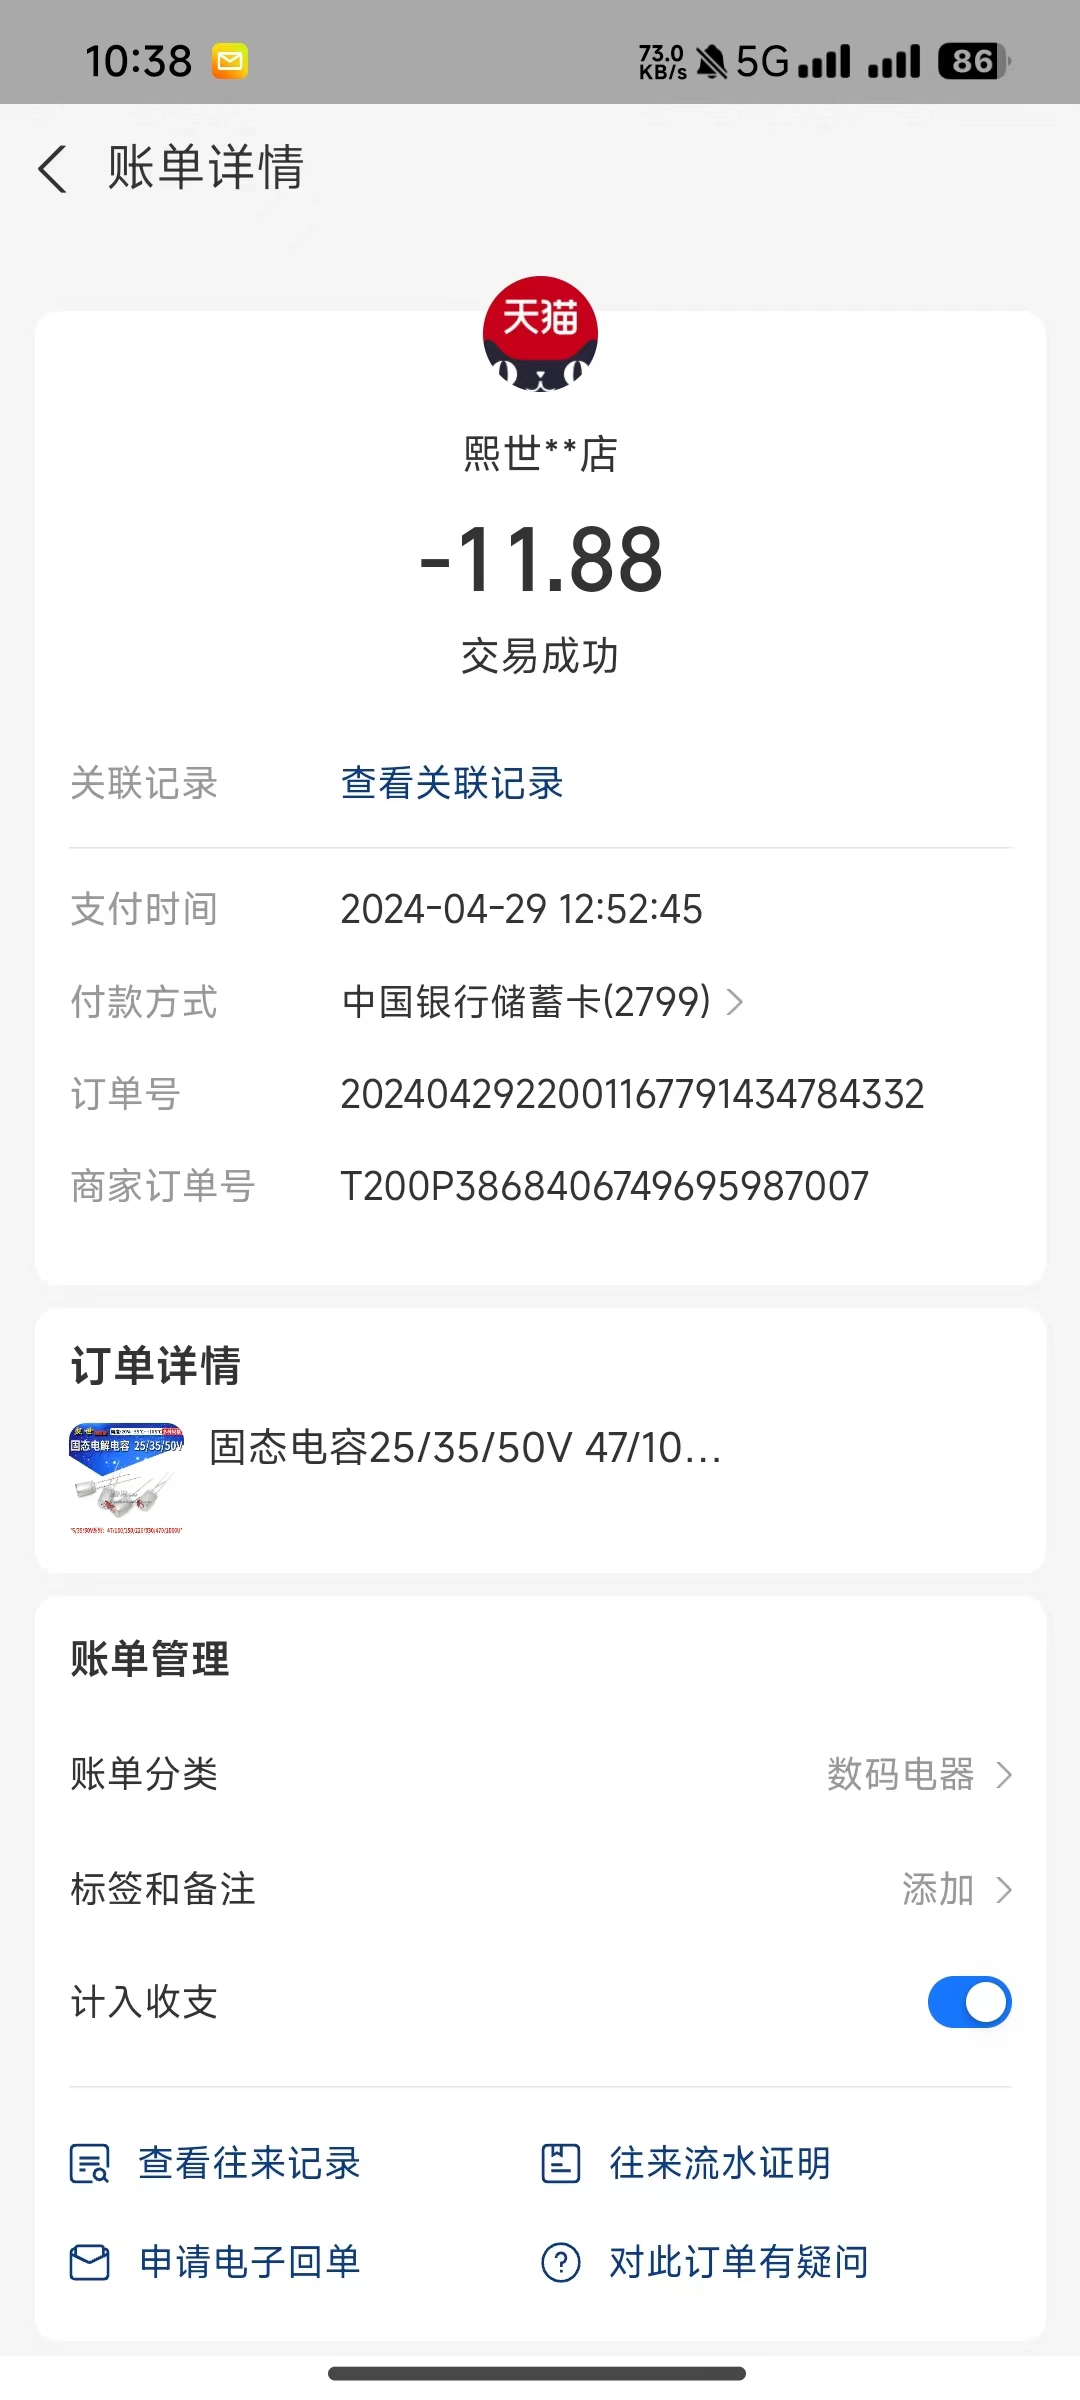 10:38
73.0 KB/s 5G 86
账单详情
天猫
熙世**店
-11.88
交易成功
关联记录 查看关联记录
支付时间 2024-04-29 12:52:45
付款方式 中国银行储蓄卡(2799)
订单号 2024042922001167791434784332
商家订单号 T200P3868406749695987007
订单详情
固态电解电容 25/35/50V
固态电容25/35/50V 47/10...
账单管理
账单分类 数码电器
标签和备注 添加
计入收支
查看往来记录 往来流水证明
申请电子回单 对此订单有疑问